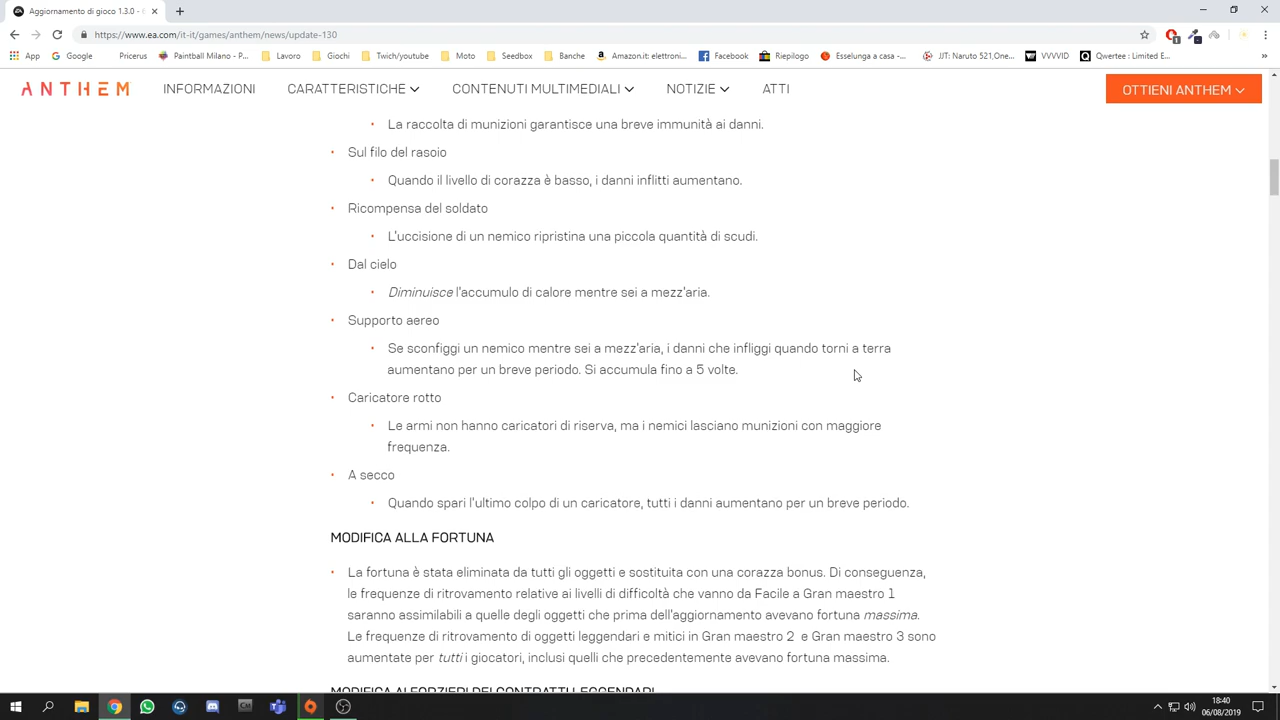 Aggiornamento di gioco 1.3.0 -
https://www.ea.com/it-it/games/anthem/news/update-130
App
Google
Pricerus
Paintball Milano - P...
Lavoro
Giochi
Twich/youtube
Moto
Seedbox
Banche
Amazon.it: elettroni...
Facebook
Riepilogo
Esselunga a casa -...
JJT: Naruto 521,One...
VVVVID
Qwertee : Limited E...
ANTHEM
INFORMAZIONI
CARATTERISTICHE
CONTENUTI MULTIMEDIALI
NOTIZIE
ATTI
OTTIENI ANTHEM
• La raccolta di munizioni garantisce una breve immunità ai danni.
• Sul filo del rasoio
• Quando il livello di corazza è basso, i danni inflitti aumentano.
• Ricompensa del soldato
• L'uccisione di un nemico ripristina una piccola quantità di scudi.
• Dal cielo
• Diminuisce l'accumulo di calore mentre sei a mezz'aria.
• Supporto aereo
• Se sconfiggi un nemico mentre sei a mezz'aria, i danni che infliggi quando torni a terra
aumentano per un breve periodo. Si accumula fino a 5 volte.
• Caricatore rotto
• Le armi non hanno caricatori di riserva, ma i nemici lasciano munizioni con maggiore
frequenza.
• A secco
• Quando spari l'ultimo colpo di un caricatore, tutti i danni aumentano per un breve periodo.
MODIFICA ALLA FORTUNA
• La fortuna è stata eliminata da tutti gli oggetti e sostituita con una corazza bonus. Di conseguenza,
le frequenze di ritrovamento relative ai livelli di difficoltà che vanno da Facile a Gran maestro 1
saranno assimilabili a quelle degli oggetti che prima dell'aggiornamento avevano fortuna massima.
Le frequenze di ritrovamento di oggetti leggendari e mitici in Gran maestro 2 e Gran maestro 3 sono
aumentate per tutti i giocatori, inclusi quelli che precedentemente avevano fortuna massima.
MODIFICA AI FORZIERI DEI CONTRATTI LEGGENDARI
18:40
06/08/2019